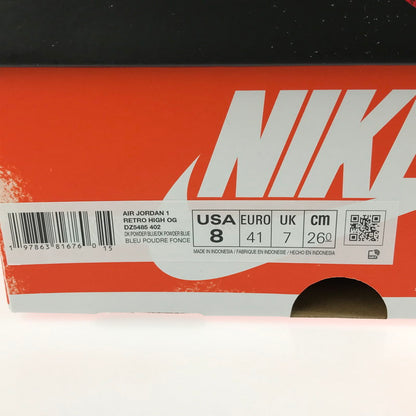 NIKE
AIR JORDAN 1
RETRO HIGH OG
DZ5485 402
DK POWDER BLUE/DK POWDER BLUE
BLEU POUDRE FONCE
1 97863 81676 0 15
USA EURO UK cm
8 41 7 26
MADE IN INDONESIA / FABRIQUE EN INDONESIE / HECHO EN INDONESIA